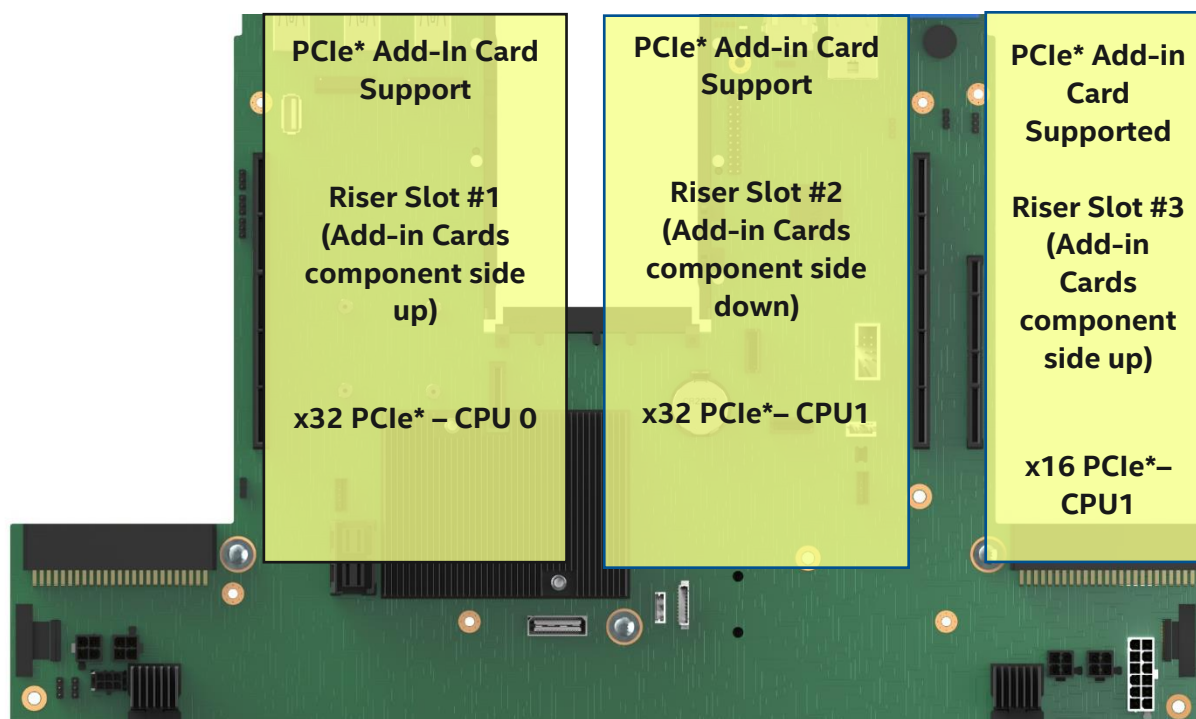 PCIe* Add-In Card
Support
Riser Slot #1
(Add-in Cards
component side
up)
x32 PCIe* – CPU 0
PCIe* Add-in Card
Support
Riser Slot #2
(Add-in Cards
component side
down)
x32 PCIe*– CPU1
PCIe* Add-in
Card
Supported
Riser Slot #3
(Add-in
Cards
component
side up)
x16 PCIe*–
CPU1